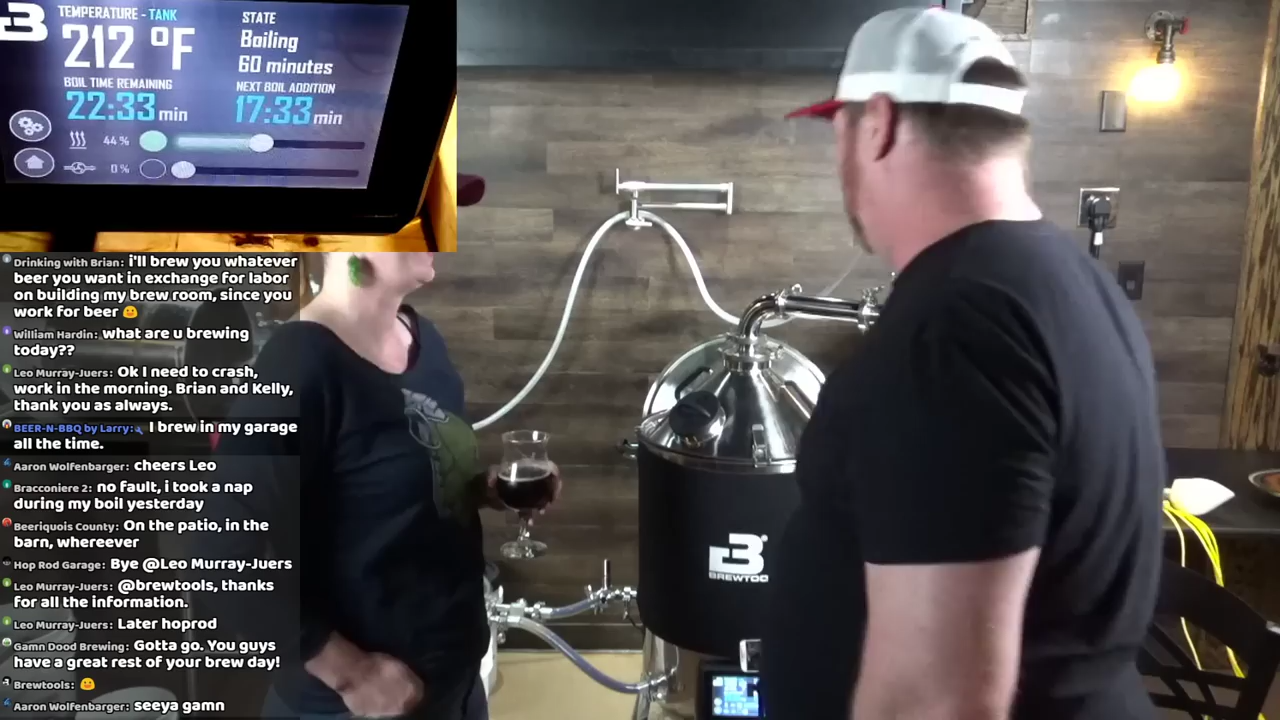 TEMPERATURE - TANK
212 °F
BOIL TIME REMAINING
22:33 min
STATE
Boiling
60 minutes
NEXT BOIL ADDITION
17:33 min
44 %
0 %
Drinking with Brian: i'll brew you whatever
beer you want in exchange for labor
on building my brew room, since you
work for beer
William Hardin: what are u brewing
today??
Leo Murray-Juers: Ok I need to crash,
work in the morning. Brian and Kelly,
thank you as always.
BEER-N-BBQ by Larry: I brew in my garage
all the time.
Aaron Wolfenbarger: cheers Leo
Bracconiere 2: no fault, i took a nap
during my boil yesterday
Beeriquois County: On the patio, in the
barn, whereever
Hop Rod Garage: Bye @Leo Murray-Juers
Leo Murray-Juers: @brewtools, thanks
for all the information.
Leo Murray-Juers: Later hoprod
Gamn Dood Brewing: Gotta go. You guys
have a great rest of your brew day!
Brewtools:
Aaron Wolfenbarger: seeya gamn
B
BREWTOO